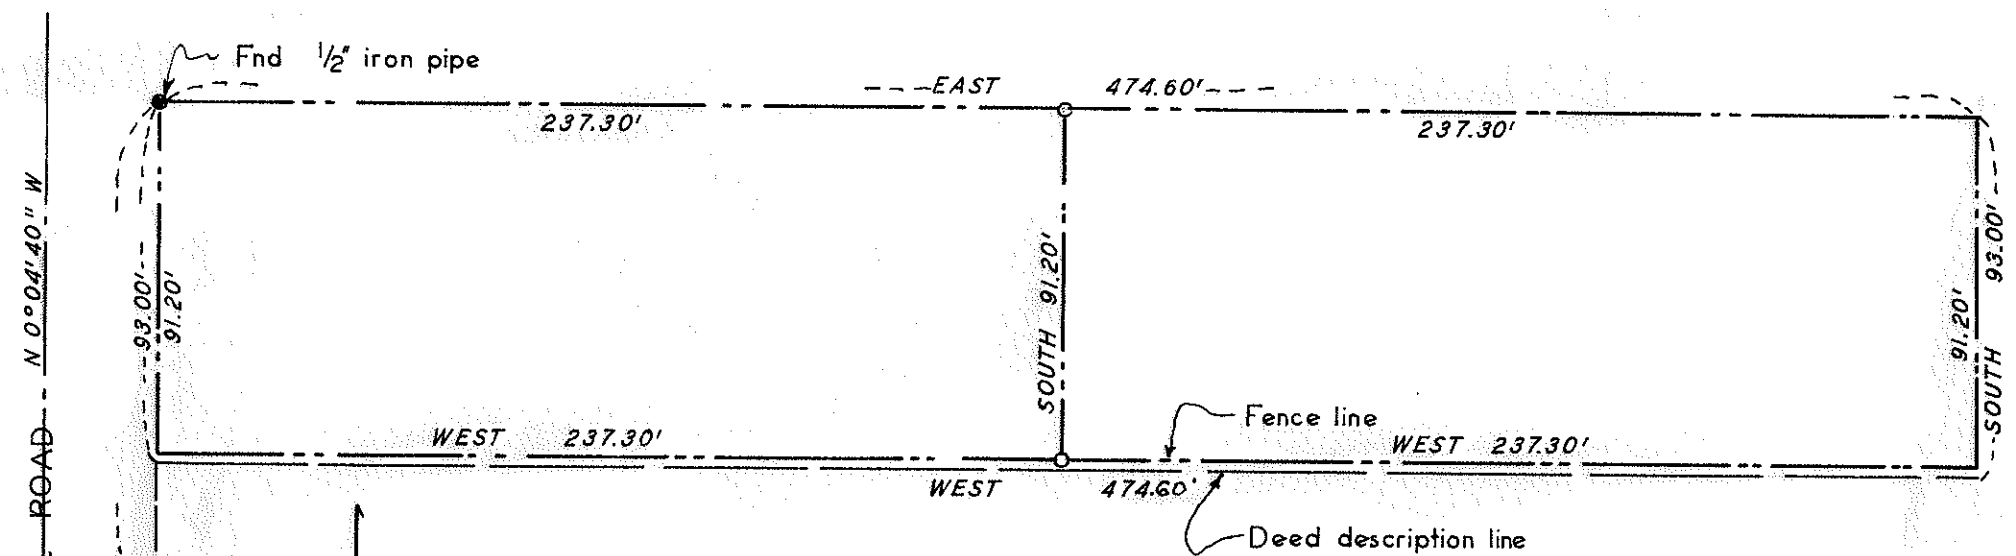 Fnd 1/2" iron pipe
EAST 474.60'
237.30'
237.30'
N 0°04'40" W
ROAD
93.00'
91.20'
SOUTH 91.20'
91.20'
SOUTH 93.00'
WEST 237.30'
Fence line
WEST 237.30'
WEST 474.60'
Deed description line